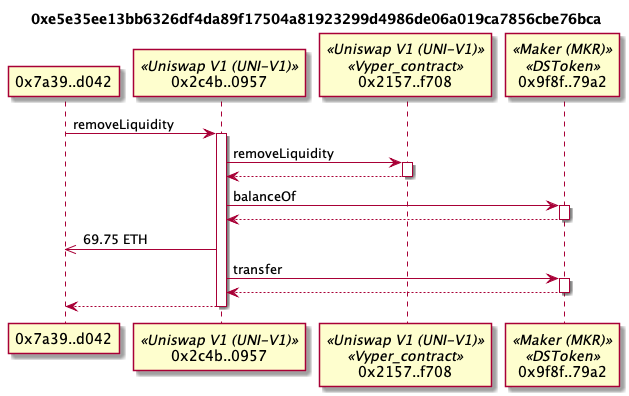 0xe5e35ee13bb6326df4da89f17504a81923299d4986de06a019ca7856cbe76bca
0x7a39..d042
«Uniswap V1 (UNI-V1)»
0x2c4b..0957
«Uniswap V1 (UNI-V1)»
«Vyper_contract»
0x2157..f708
«Maker (MKR)»
«DSToken»
0x9f8f..79a2
removeLiquidity
removeLiquidity
balanceOf
69.75 ETH
transfer
0x7a39..d042
«Uniswap V1 (UNI-V1)»
0x2c4b..0957
«Uniswap V1 (UNI-V1)»
«Vyper_contract»
0x2157..f708
«Maker (MKR)»
«DSToken»
0x9f8f..79a2